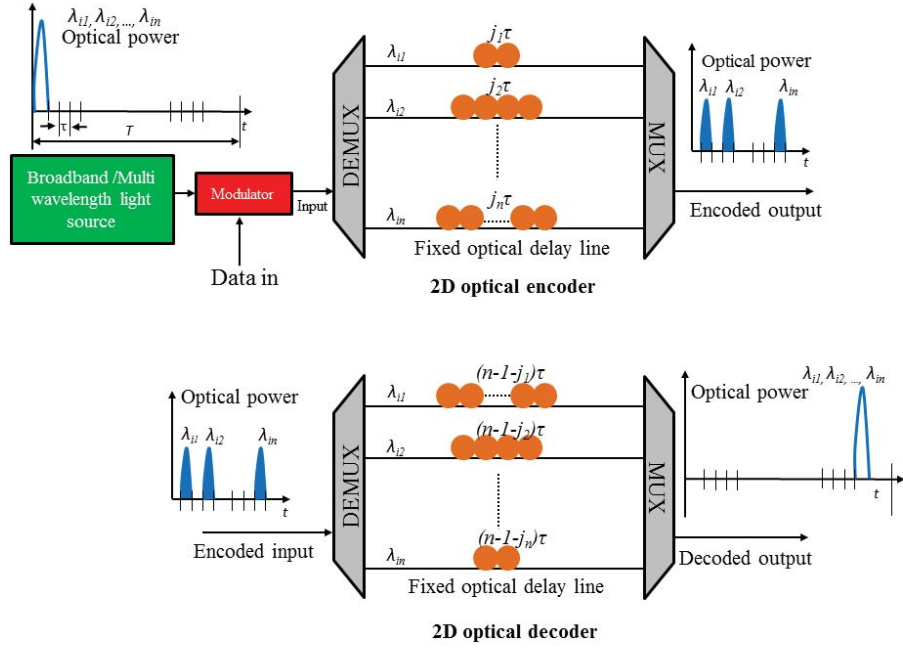 λi1, λi2, ..., λin
Optical power
τ
T
t
Broadband /Multi
wavelength light
source
Modulator
Input
Data in
DEMUX
λi1
j1τ
λi2
j2τ
λin
jnτ
Fixed optical delay line
2D optical encoder
MUX
Optical power
λi1 λi2 λin
t
Encoded output
Optical power
λi1 λi2 λin
t
Encoded input
DEMUX
λi1
(n-1-j1)τ
λi2
(n-1-j2)τ
λin
(n-1-jn)τ
Fixed optical delay line
2D optical decoder
MUX
λi1, λi2, ..., λin
Optical power
t
Decoded output